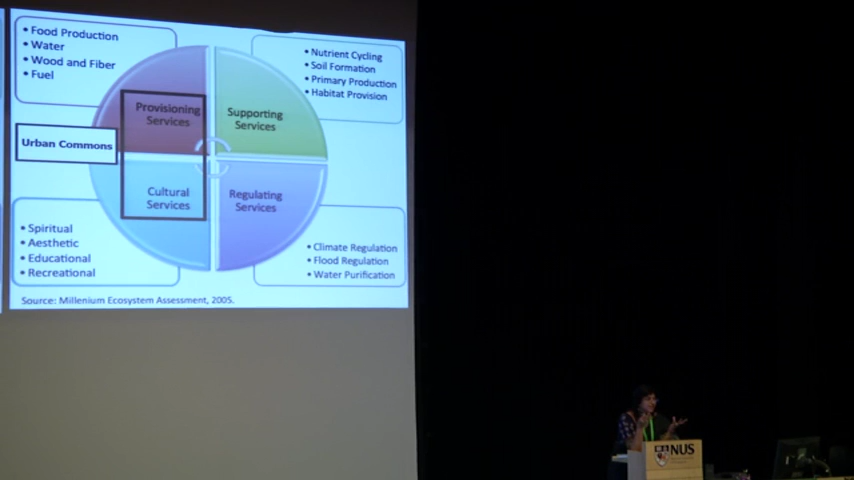 • Food Production
• Water
• Wood and Fiber
• Fuel
• Nutrient Cycling
• Soil Formation
• Primary Production
• Habitat Provision
Provisioning
Services
Supporting
Services
Urban Commons
Cultural
Services
Regulating
Services
• Spiritual
• Aesthetic
• Educational
• Recreational
• Climate Regulation
• Flood Regulation
• Water Purification
Source: Millenium Ecosystem Assessment, 2005.
NUS